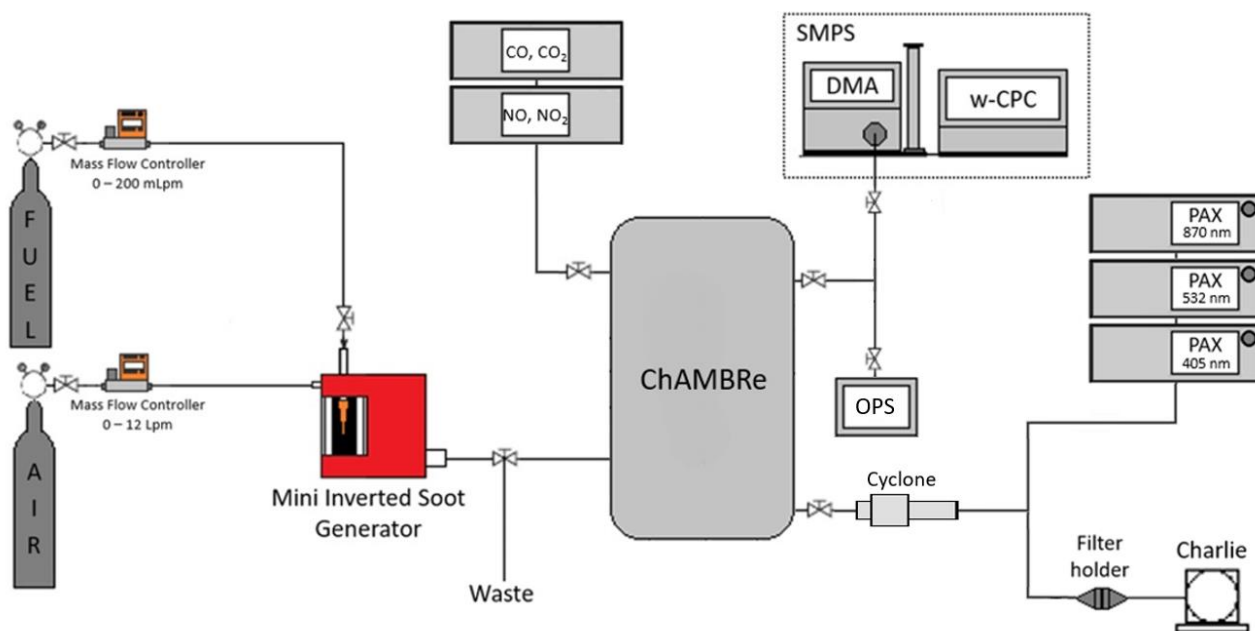 CO, CO₂
NO, NO₂
SMPS
DMA
w-CPC
Mass Flow Controller
0 – 200 mLpm
FUEL
PAX
870 nm
PAX
532 nm
PAX
405 nm
ChAMBRe
Mass Flow Controller
0 – 12 Lpm
AIR
OPS
Mini Inverted Soot
Generator
Cyclone
Waste
Filter
holder
Charlie